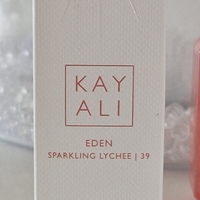 KAY
ALI
EDEN
SPARKLING LYCHEE | 39